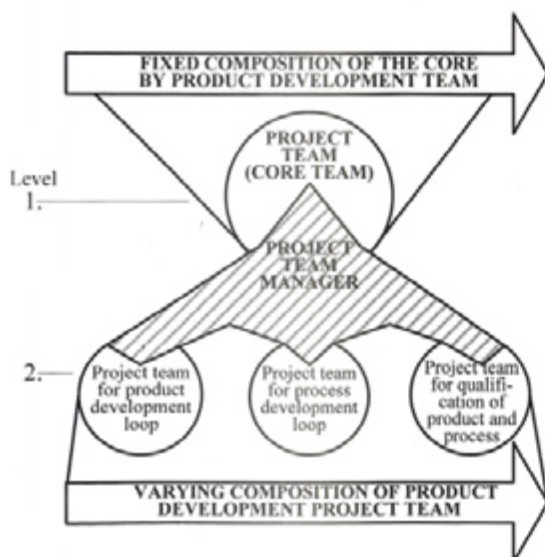 FIXED COMPOSITION OF THE CORE
BY PRODUCT DEVELOPMENT TEAM
PROJECT
TEAM
(CORE TEAM)
Level
1.
PROJECT
TEAM
MANAGER
2.
Project team
for product
development
loop
Project team
for process
development
loop
Project team
for qualifi-
cation of
product and
process
VARYING COMPOSITION OF PRODUCT
DEVELOPMENT PROJECT TEAM